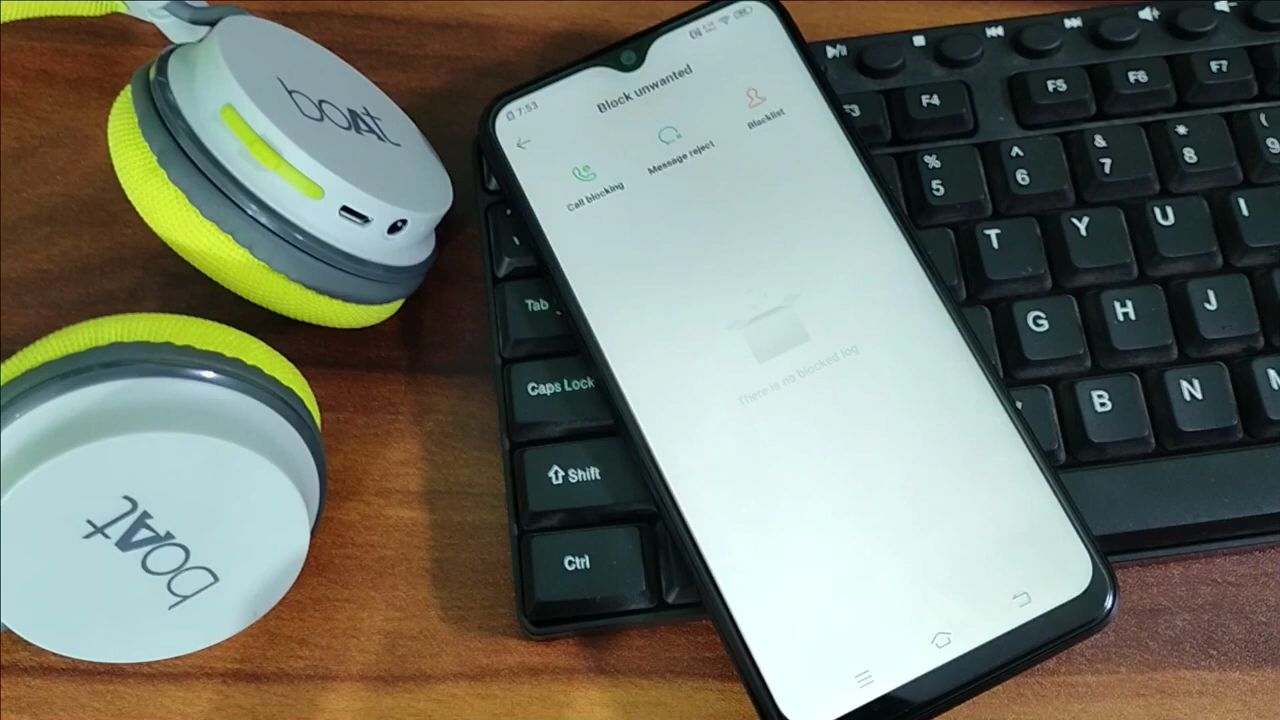 boAt
boAt
7.53
Block unwanted
Call blocking
Message reject
Blacklist
There is no blocked log
F4
F5
F6
F7
%
5
^
6
&
7
*
8
(
9
Tab
T
Y
U
I
Caps Lock
G
H
J
Shift
B
N
Ctrl